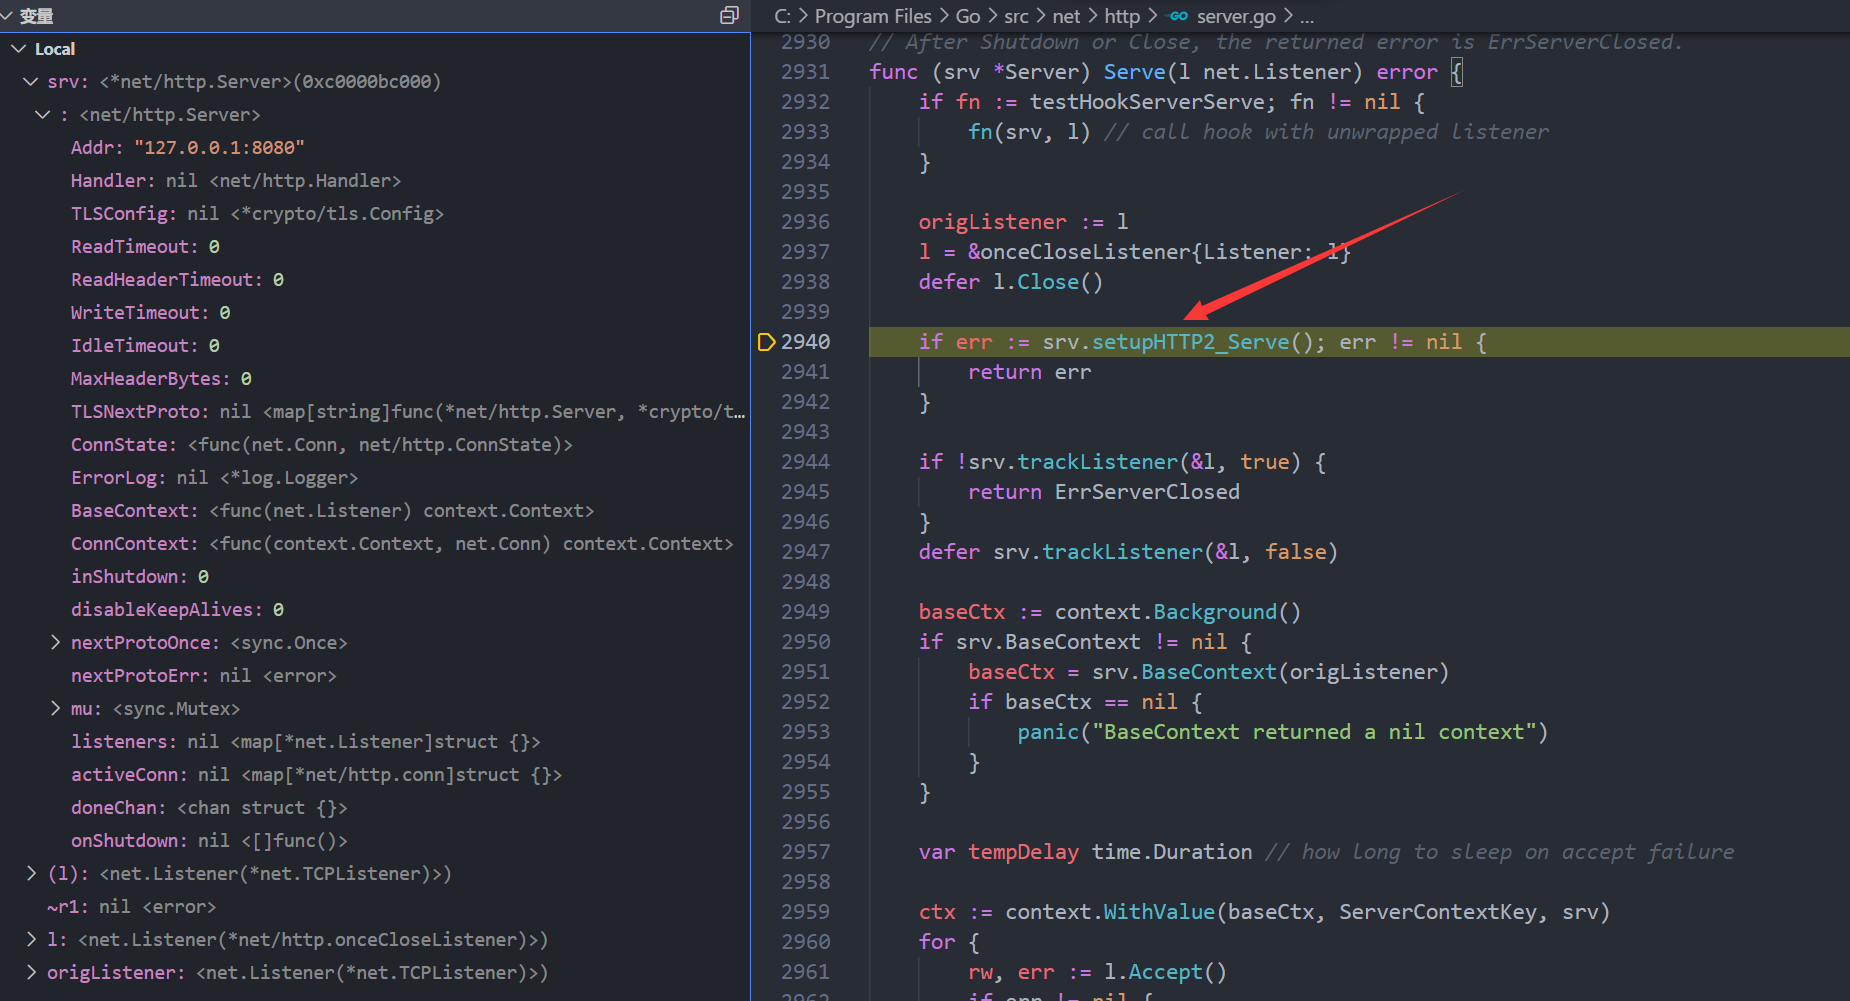 变量
Local
srv: <*net/http.Server>(0xc0000bc000)
: <net/http.Server>
Addr: "127.0.0.1:8080"
Handler: nil <net/http.Handler>
TLSConfig: nil <*crypto/tls.Config>
ReadTimeout: 0
ReadHeaderTimeout: 0
WriteTimeout: 0
IdleTimeout: 0
MaxHeaderBytes: 0
TLSNextProto: nil <map[string]func(*net/http.Server, *crypto/t…
ConnState: <func(net.Conn, net/http.ConnState)>
ErrorLog: nil <*log.Logger>
BaseContext: <func(net.Listener) context.Context>
ConnContext: <func(context.Context, net.Conn) context.Context>
inShutdown: 0
disableKeepAlives: 0
nextProtoOnce: <sync.Once>
nextProtoErr: nil <error>
mu: <sync.Mutex>
listeners: nil <map[*net.Listener]struct {}>
activeConn: nil <map[*net/http.conn]struct {}>
doneChan: <chan struct {}>
onShutdown: nil <[]func()>
(l): <net.Listener(*net.TCPListener)>)
~r1: nil <error>
l: <net.Listener(*net/http.onceCloseListener)>)
origListener: <net.Listener(*net.TCPListener)>)
C: > Program Files > Go > src > net > http > GO server.go > ...
2930 // After Shutdown or Close, the returned error is ErrServerClosed.
2931 func (srv *Server) Serve(l net.Listener) error {
2932 if fn := testHookServerServe; fn != nil {
2933 fn(srv, l) // call hook with unwrapped listener
2934 }
2935
2936 origListener := l
2937 l = &onceCloseListener{Listener: l}
2938 defer l.Close()
2939
2940 if err := srv.setupHTTP2_Serve(); err != nil {
2941 return err
2942 }
2943
2944 if !srv.trackListener(&l, true) {
2945 return ErrServerClosed
2946 }
2947 defer srv.trackListener(&l, false)
2948
2949 baseCtx := context.Background()
2950 if srv.BaseContext != nil {
2951 baseCtx = srv.BaseContext(origListener)
2952 if baseCtx == nil {
2953 panic("BaseContext returned a nil context")
2954 }
2955 }
2956
2957 var tempDelay time.Duration // how long to sleep on accept failure
2958
2959 ctx := context.WithValue(baseCtx, ServerContextKey, srv)
2960 for {
2961 rw, err := l.Accept()
2962 if err != nil {